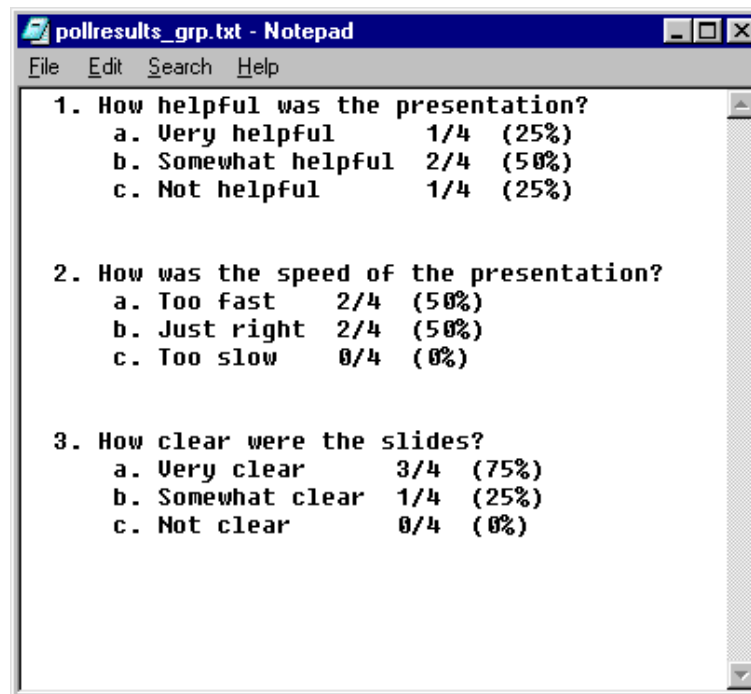 pollresults_grp.txt - Notepad
File Edit Search Help
1. How helpful was the presentation?
a. Very helpful 1/4 (25%)
b. Somewhat helpful 2/4 (50%)
c. Not helpful 1/4 (25%)
2. How was the speed of the presentation?
a. Too fast 2/4 (50%)
b. Just right 2/4 (50%)
c. Too slow 0/4 (0%)
3. How clear were the slides?
a. Very clear 3/4 (75%)
b. Somewhat clear 1/4 (25%)
c. Not clear 0/4 (0%)